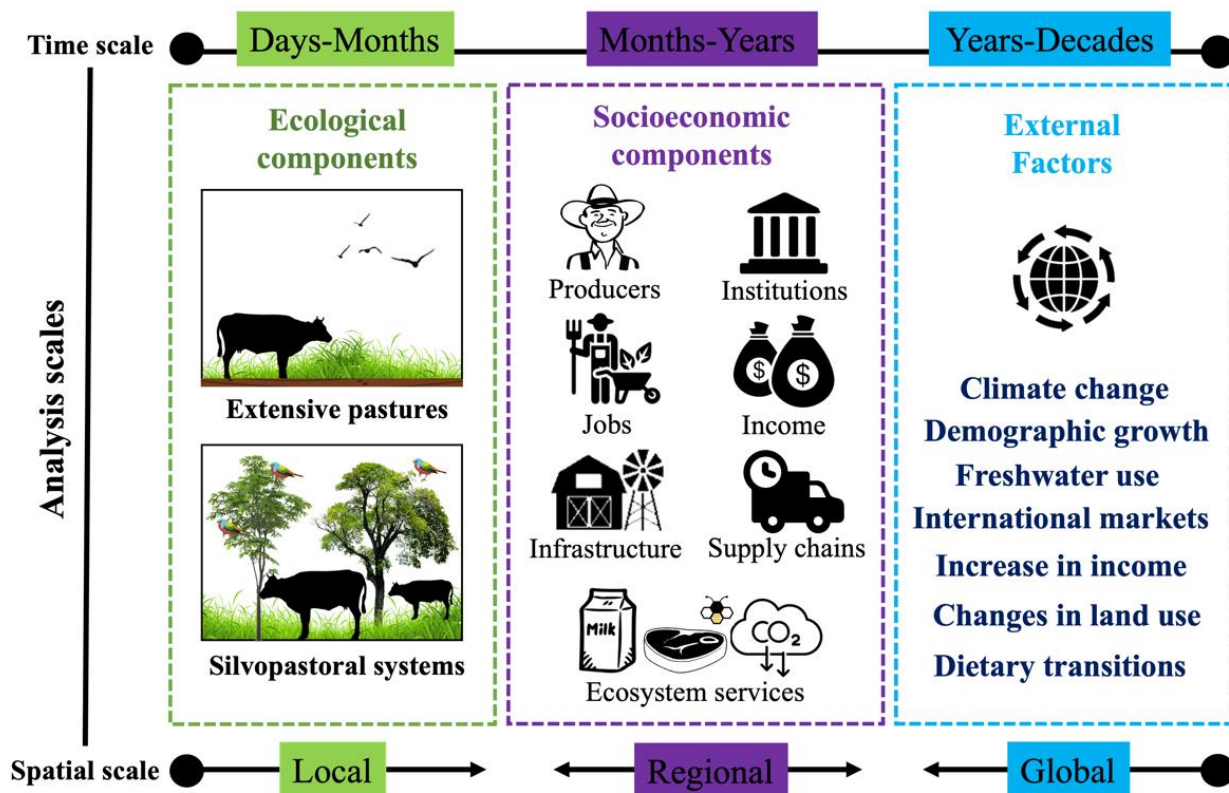 Time scale
Days-Months
Months-Years
Years-Decades
Analysis scales
Ecological
components
Extensive pastures
Silvopastoral systems
Socioeconomic
components
Producers
Institutions
$
$
Jobs
Income
Infrastructure
Supply chains
Milk
CO2
Ecosystem services
External
Factors
Climate change
Demographic growth
Freshwater use
International markets
Increase in income
Changes in land use
Dietary transitions
Spatial scale
Local
Regional
Global